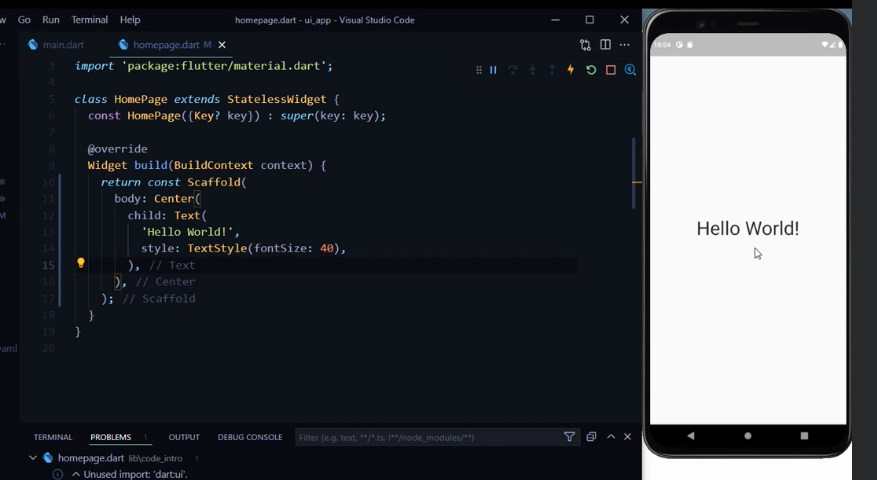 w Go Run Terminal Help homepage.dart - ui_app - Visual Studio Code
main.dart homepage.dart M
3 import 'package:flutter/material.dart';
4
5 class HomePage extends StatelessWidget {
6 const HomePage({Key? key}) : super(key: key);
7
8 @override
9 Widget build(BuildContext context) {
10 return const Scaffold(
11 body: Center(
12 child: Text(
13 'Hello World!',
14 style: TextStyle(fontSize: 40),
15 ), // Text
16 ), // Center
17 ); // Scaffold
18 }
19 }
20
M
yaml
TERMINAL PROBLEMS 1 OUTPUT DEBUG CONSOLE Filter (e.g. text, **/*.ts, !**/node_modules/**)
homepage.dart lib\code_intro 1
Unused import: 'dart:ui'.
Hello World!